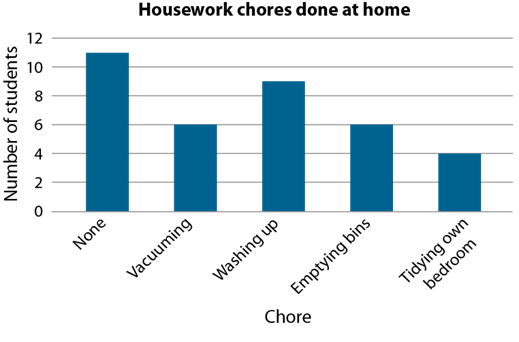 Housework chores done at home
Number of students
12
10
8
6
4
2
0
None
Vacuuming
Washing up
Emptying bins
Tidying own
bedroom
Chore